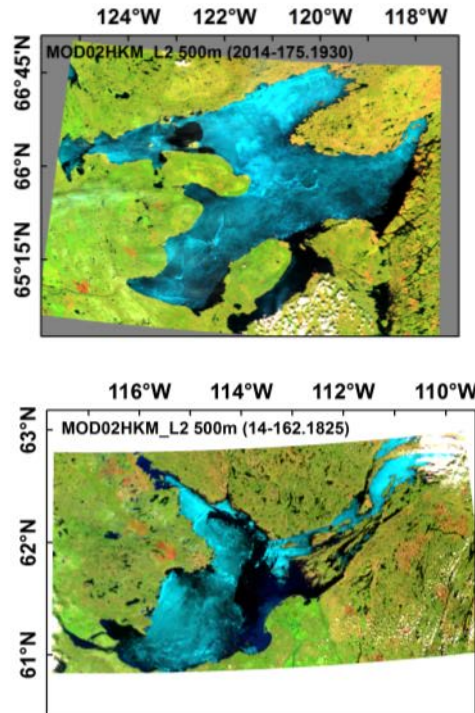 124°W 122°W 120°W 118°W
MOD02HKM_L2 500m (2014-175.1930)
66°45'N
66°N
65°15'N
116°W 114°W 112°W 110°W
MOD02HKM_L2 500m (14-162.1825)
63°N
62°N
61°N